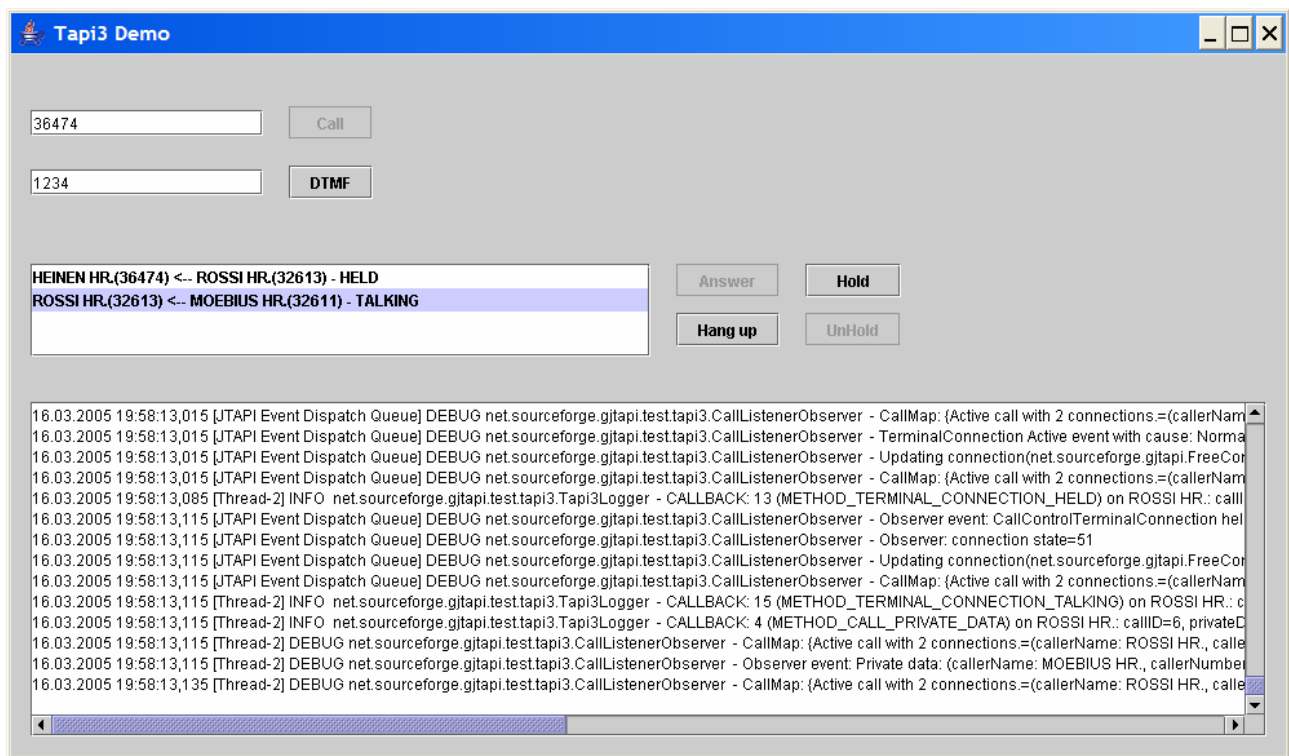 Tapi3 Demo
36474 Call
1234 DTMF
HEINEN HR.(36474) <-- ROSSI HR.(32613) - HELD
ROSSI HR.(32613) <-- MOEBIUS HR.(32611) - TALKING
Answer Hold
Hang up UnHold
16.03.2005 19:58:13,015 [JTAPI Event Dispatch Queue] DEBUG net.sourceforge.gjtapi.test.tapi3.CallListenerObserver - CallMap: {Active call with 2 connections.=(callerNam
16.03.2005 19:58:13,015 [JTAPI Event Dispatch Queue] DEBUG net.sourceforge.gjtapi.test.tapi3.CallListenerObserver - TerminalConnection Active event with cause: Norma
16.03.2005 19:58:13,015 [JTAPI Event Dispatch Queue] DEBUG net.sourceforge.gjtapi.test.tapi3.CallListenerObserver - Updating connection(net.sourceforge.gjtapi.FreeCor
16.03.2005 19:58:13,015 [JTAPI Event Dispatch Queue] DEBUG net.sourceforge.gjtapi.test.tapi3.CallListenerObserver - CallMap: {Active call with 2 connections.=(callerNam
16.03.2005 19:58:13,085 [Thread-2] INFO net.sourceforge.gjtapi.test.tapi3.Tapi3Logger - CALLBACK: 13 (METHOD_TERMINAL_CONNECTION_HELD) on ROSSI HR.: callI
16.03.2005 19:58:13,115 [JTAPI Event Dispatch Queue] DEBUG net.sourceforge.gjtapi.test.tapi3.CallListenerObserver - Observer event: CallControlTerminalConnection hel
16.03.2005 19:58:13,115 [JTAPI Event Dispatch Queue] DEBUG net.sourceforge.gjtapi.test.tapi3.CallListenerObserver - Observer: connection state=51
16.03.2005 19:58:13,115 [JTAPI Event Dispatch Queue] DEBUG net.sourceforge.gjtapi.test.tapi3.CallListenerObserver - Updating connection(net.sourceforge.gjtapi.FreeCor
16.03.2005 19:58:13,115 [JTAPI Event Dispatch Queue] DEBUG net.sourceforge.gjtapi.test.tapi3.CallListenerObserver - CallMap: {Active call with 2 connections.=(callerNam
16.03.2005 19:58:13,115 [Thread-2] INFO net.sourceforge.gjtapi.test.tapi3.Tapi3Logger - CALLBACK: 15 (METHOD_TERMINAL_CONNECTION_TALKING) on ROSSI HR.: c
16.03.2005 19:58:13,115 [Thread-2] INFO net.sourceforge.gjtapi.test.tapi3.Tapi3Logger - CALLBACK: 4 (METHOD_CALL_PRIVATE_DATA) on ROSSI HR.: callID=6, privateD
16.03.2005 19:58:13,115 [Thread-2] DEBUG net.sourceforge.gjtapi.test.tapi3.CallListenerObserver - CallMap: {Active call with 2 connections.=(callerName: ROSSI HR., calle
16.03.2005 19:58:13,115 [Thread-2] DEBUG net.sourceforge.gjtapi.test.tapi3.CallListenerObserver - Observer event: Private data: (callerName: MOEBIUS HR., callerNumber
16.03.2005 19:58:13,135 [Thread-2] DEBUG net.sourceforge.gjtapi.test.tapi3.CallListenerObserver - CallMap: {Active call with 2 connections.=(callerName: ROSSI HR., calle